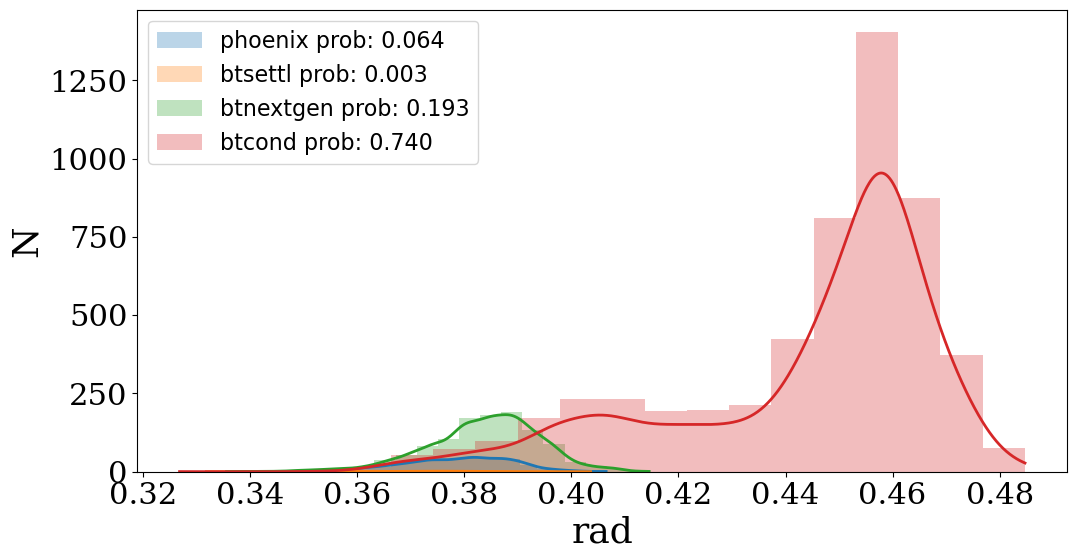 phoenix prob: 0.064
btsettl prob: 0.003
btnextgen prob: 0.193
btcond prob: 0.740
N
1250
1000
750
500
250
0
0.32 0.34 0.36 0.38 0.40 0.42 0.44 0.46 0.48
rad